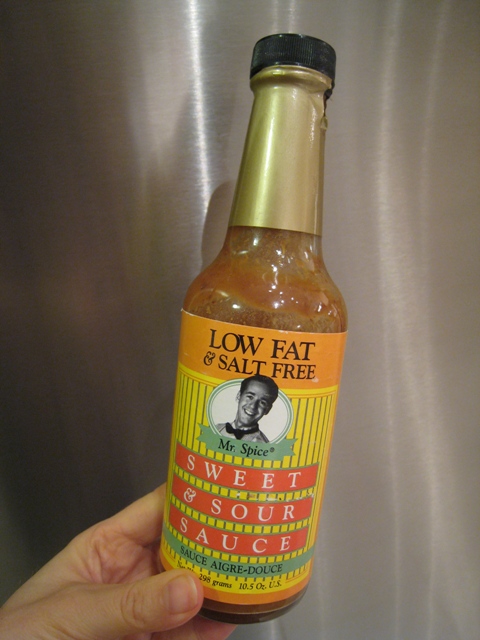 LOW FAT
& SALT FREE
Mr. Spice®
SWEET
& SOUR
SAUCE
SAUCE AIGRE-DOUCE
298 grams 10.5 Oz. U.S.